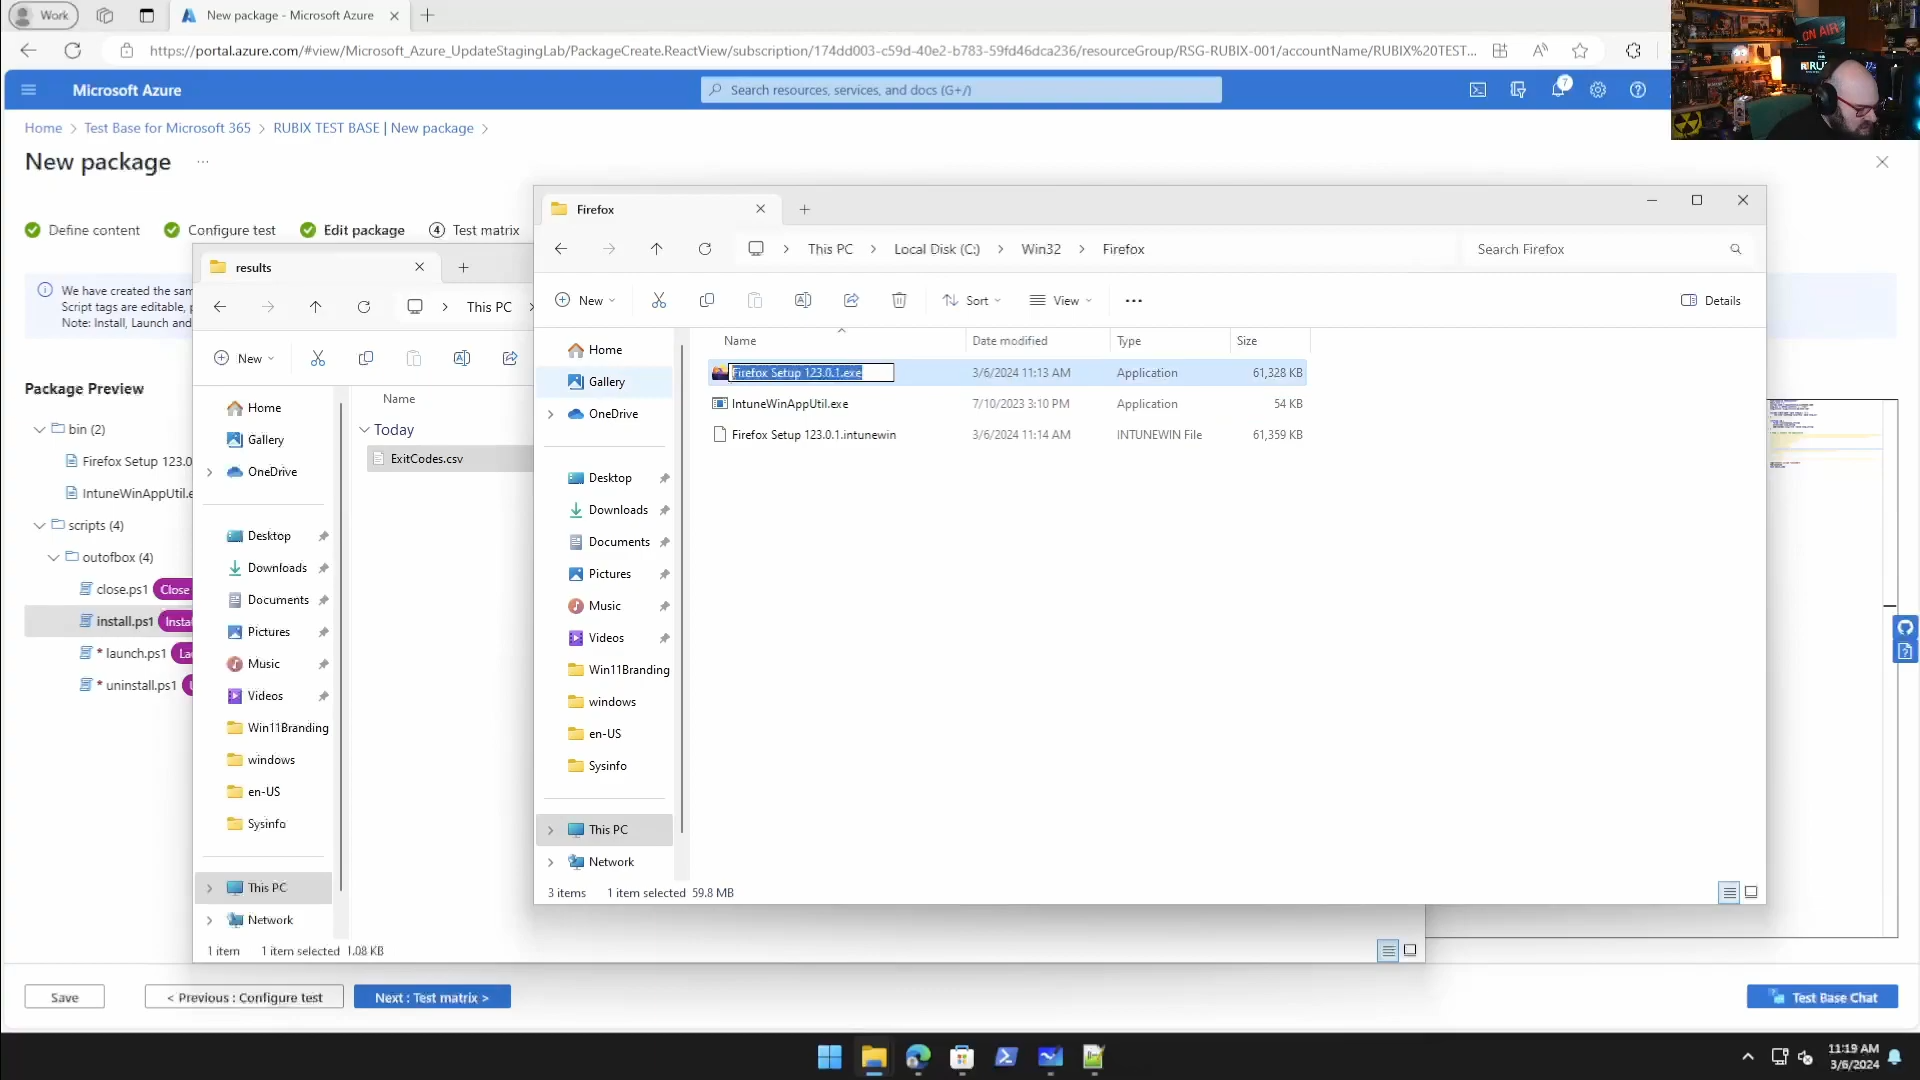 Work
New package - Microsoft Azure
https://portal.azure.com/#view/Microsoft_Azure_UpdateStagingLab/PackageCreate.ReactView/subscription/174dd003-c59d-40e2-b783-59fd46dca236/resourceGroup/RSG-RUBIX-001/accountName/RUBIX%20TEST...
ON AIR
Microsoft Azure
Search resources, services, and docs (G+/)
7
Home > Test Base for Microsoft 365 > RUBIX TEST BASE | New package >
New package ...
Define content
Configure test
Edit package
4 Test matrix
We have created the sam
Script tags are editable, p
Note: Install, Launch and
Package Preview
bin (2)
Firefox Setup 123.0
IntuneWinAppUtil.e
scripts (4)
outofbox (4)
close.ps1 Close
install.ps1 Insta
* launch.ps1 La
* uninstall.ps1 U
results
This PC
New
Name
Home
Gallery
OneDrive
Today
ExitCodes.csv
Desktop
Downloads
Documents
Pictures
Music
Videos
Win11Branding
windows
en-US
Sysinfo
This PC
Network
1 item 1 item selected 1.08 KB
Firefox
This PC > Local Disk (C:) > Win32 > Firefox
Search Firefox
New
Sort
View
Details
Name Date modified Type Size
Firefox Setup 123.0.1.exe 3/6/2024 11:13 AM Application 61,328 KB
IntuneWinAppUtil.exe 7/10/2023 3:10 PM Application 54 KB
Firefox Setup 123.0.1.intunewin 3/6/2024 11:14 AM INTUNEWIN File 61,359 KB
Home
Gallery
OneDrive
Desktop
Downloads
Documents
Pictures
Music
Videos
Win11Branding
windows
en-US
Sysinfo
This PC
Network
3 items 1 item selected 59.8 MB
Save
< Previous : Configure test
Next : Test matrix >
Test Base Chat
11:19 AM
3/6/2024